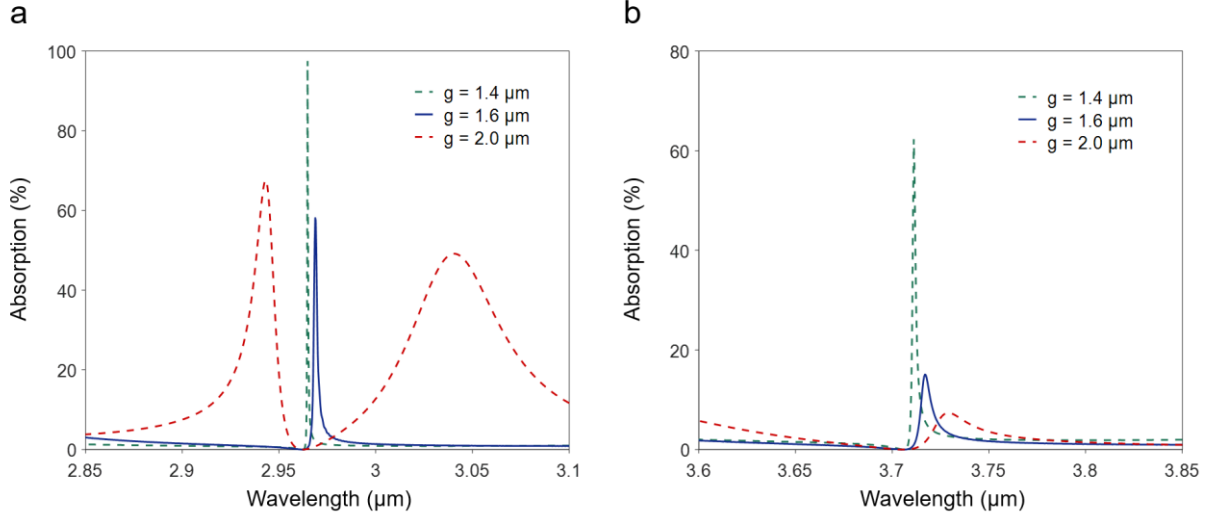 a
100
80
60
40
20
0
Absorption (%)
g = 1.4 µm
g = 1.6 µm
g = 2.0 µm
2.85 2.9 2.95 3 3.05 3.1
Wavelength (µm)
b
80
60
40
20
0
Absorption (%)
g = 1.4 µm
g = 1.6 µm
g = 2.0 µm
3.6 3.65 3.7 3.75 3.8 3.85
Wavelength (µm)